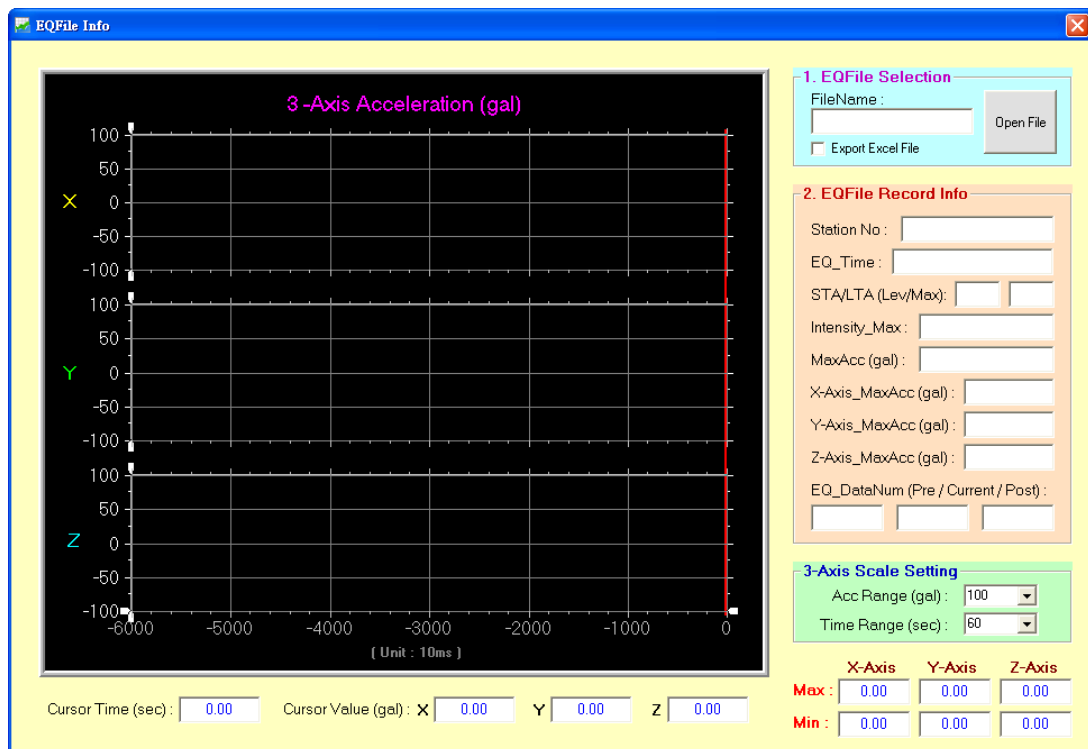 EQFile Info
3-Axis Acceleration (gal)
X
100
50
0
-50
-100
Y
100
50
0
-50
-100
Z
100
50
0
-50
-100
-6000 -5000 -4000 -3000 -2000 -1000 0
( Unit : 10ms )
Cursor Time (sec) : 0.00 Cursor Value (gal) : X 0.00 Y 0.00 Z 0.00
1. EQFile Selection
FileName :
Open File
Export Excel File
2. EQFile Record Info
Station No :
EQ_Time :
STA/LTA (Lev/Max):
Intensity_Max :
MaxAcc (gal) :
X-Axis_MaxAcc (gal) :
Y-Axis_MaxAcc (gal) :
Z-Axis_MaxAcc (gal) :
EQ_DataNum (Pre / Current / Post) :
3-Axis Scale Setting
Acc Range (gal) : 100
Time Range (sec) : 60
X-Axis Y-Axis Z-Axis
Max : 0.00 0.00 0.00
Min : 0.00 0.00 0.00